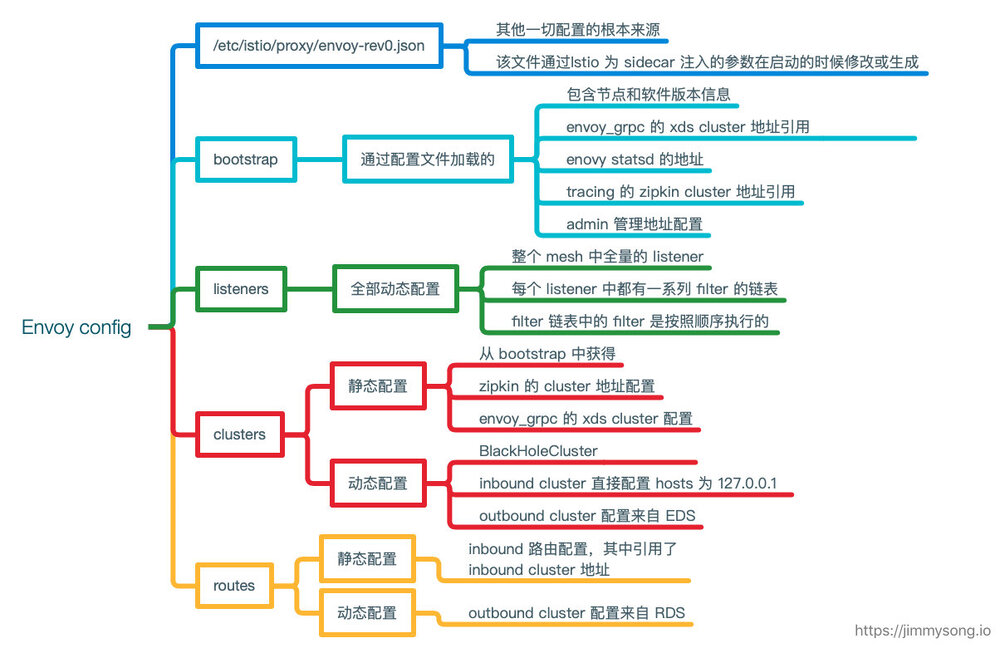 Envoy config
/etc/istio/proxy/envoy-rev0.json
其他一切配置的根本来源
该文件通过Istio 为 sidecar 注入的参数在启动的时候修改或生成
bootstrap
通过配置文件加载的
包含节点和软件版本信息
envoy_grpc 的 xds cluster 地址引用
enovy statsd 的地址
tracing 的 zipkin cluster 地址引用
admin 管理地址配置
listeners
全部动态配置
整个 mesh 中全量的 listener
每个 listener 中都有一系列 filter 的链表
filter 链表中的 filter 是按照顺序执行的
clusters
静态配置
从 bootstrap 中获得
zipkin 的 cluster 地址配置
envoy_grpc 的 xds cluster 配置
动态配置
BlackHoleCluster
inbound cluster 直接配置 hosts 为 127.0.0.1
outbound cluster 配置来自 EDS
routes
静态配置
inbound 路由配置，其中引用了
inbound cluster 地址
动态配置
outbound cluster 配置来自 RDS
https://jimmysong.io